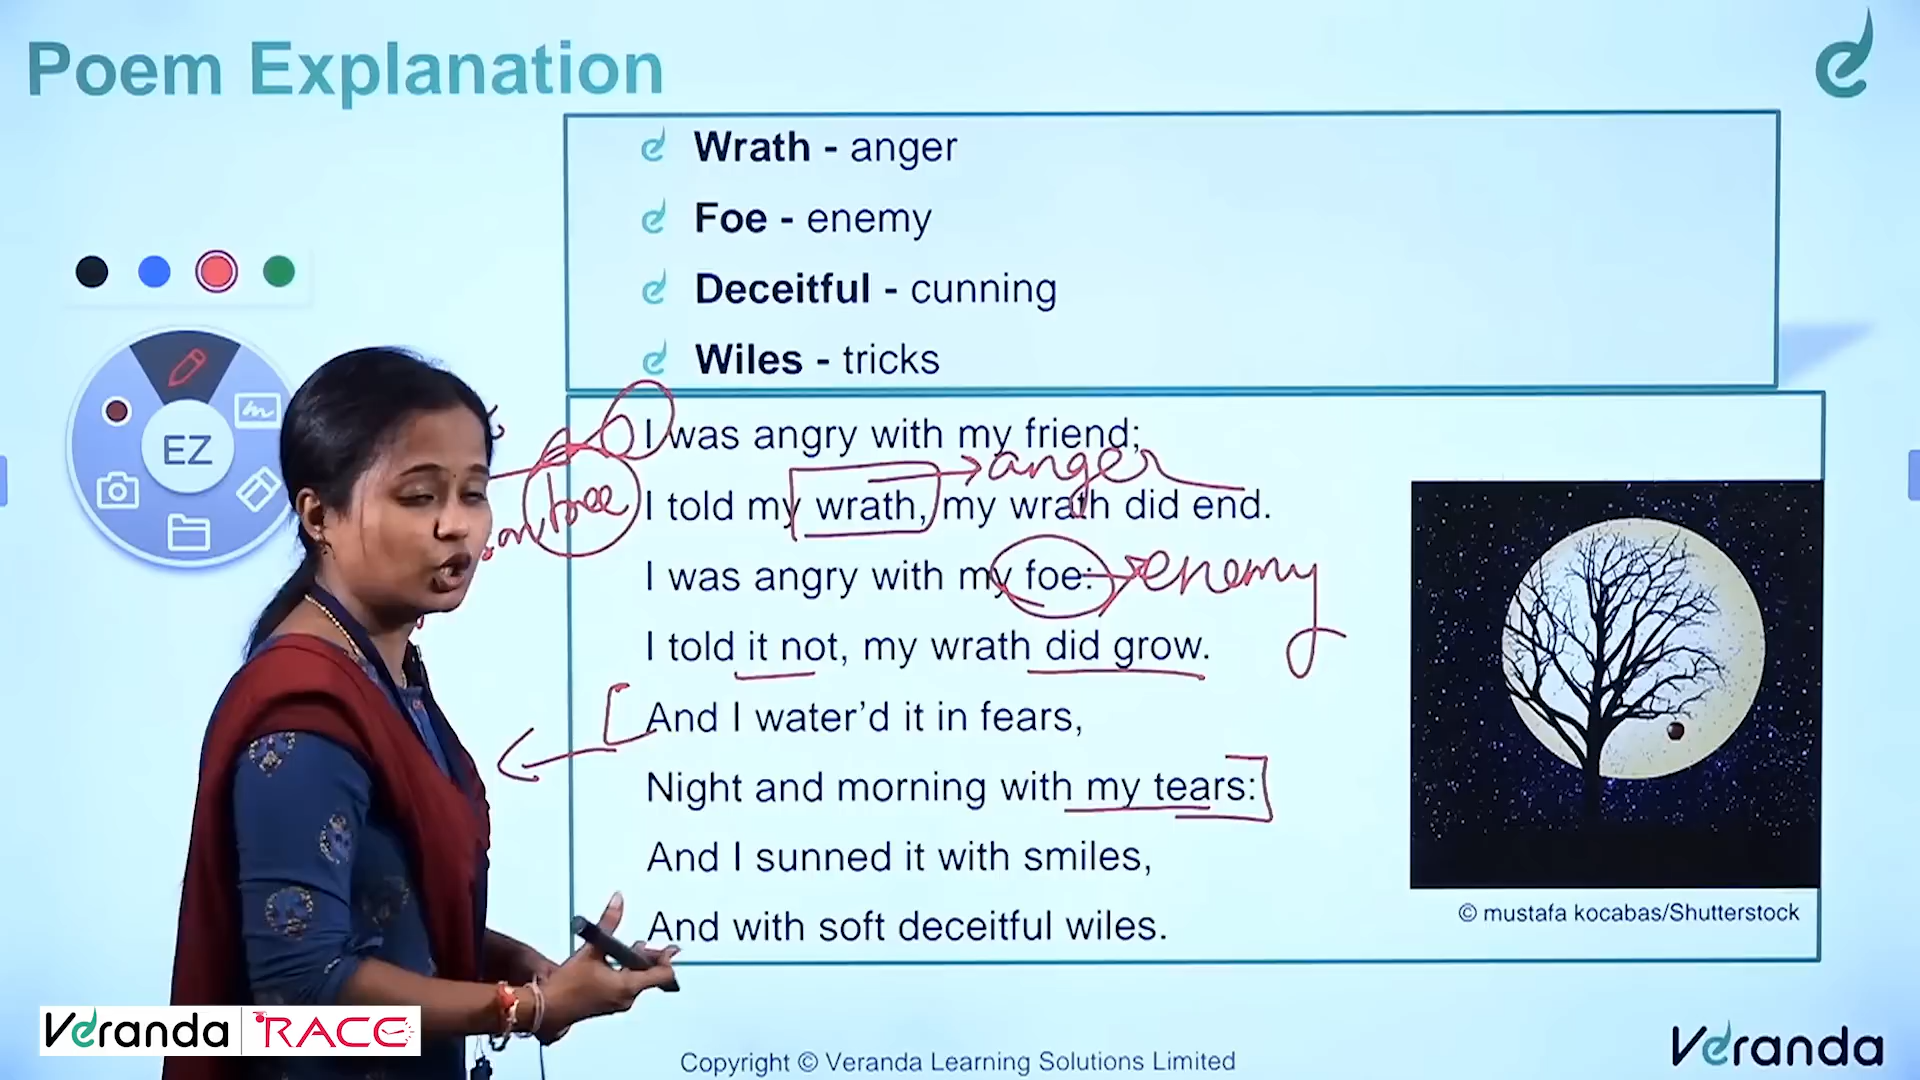 Poem Explanation
Wrath - anger
Foe - enemy
Deceitful - cunning
Wiles - tricks
EZ
I was angry with my friend;
anger
tree
I told my wrath, my wrath did end.
I was angry with my foe:
enemy
I told it not, my wrath did grow.
And I water’d it in fears,
Night and morning with my tears:
And I sunned it with smiles,
And with soft deceitful wiles.
© mustafa kocabas/Shutterstock
Veranda RACE
Copyright © Veranda Learning Solutions Limited
Veranda